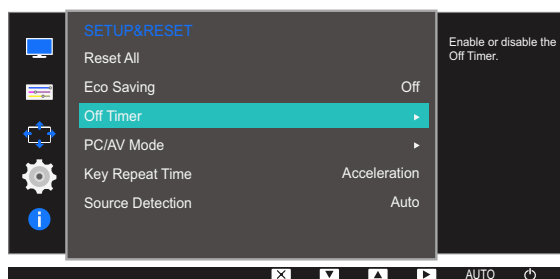 SETUP&RESET
Reset All
Eco Saving Off
Off Timer
PC/AV Mode
Key Repeat Time Acceleration
Source Detection Auto
Enable or disable the
Off Timer.
AUTO